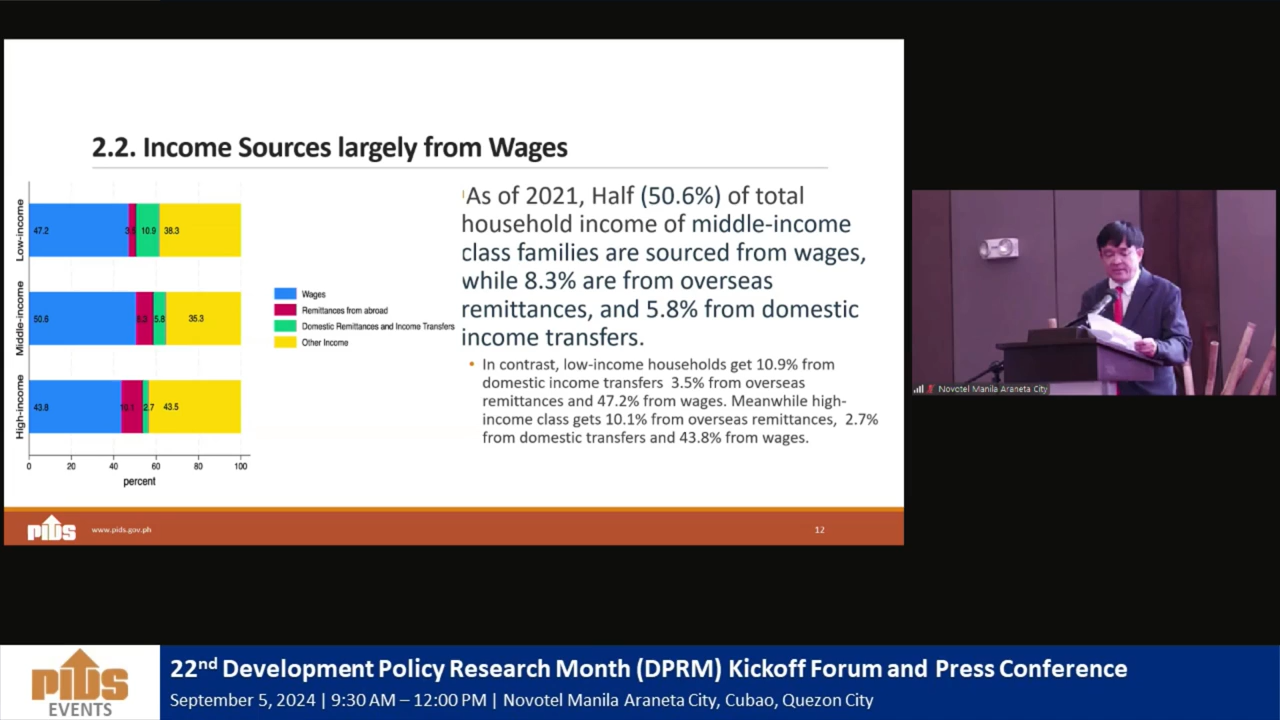 2.2. Income Sources largely from Wages
Low-income
47.2
3.5
10.9
38.3
Middle-income
50.6
8.3
5.8
35.3
High-income
43.8
10.1
2.7
43.5
0
20
40
60
80
100
percent
Wages
Remittances from abroad
Domestic Remittances and Income Transfers
Other Income
As of 2021, Half (50.6%) of total
household income of middle-income
class families are sourced from wages,
while 8.3% are from overseas
remittances, and 5.8% from domestic
income transfers.
• In contrast, low-income households get 10.9% from
domestic income transfers 3.5% from overseas
remittances and 47.2% from wages. Meanwhile high-
income class gets 10.1% from overseas remittances, 2.7%
from domestic transfers and 43.8% from wages.
PIDS
www.pids.gov.ph
12
Novotel Manila Araneta City
PIDS
EVENTS
22nd Development Policy Research Month (DPRM) Kickoff Forum and Press Conference
September 5, 2024 | 9:30 AM – 12:00 PM | Novotel Manila Araneta City, Cubao, Quezon City